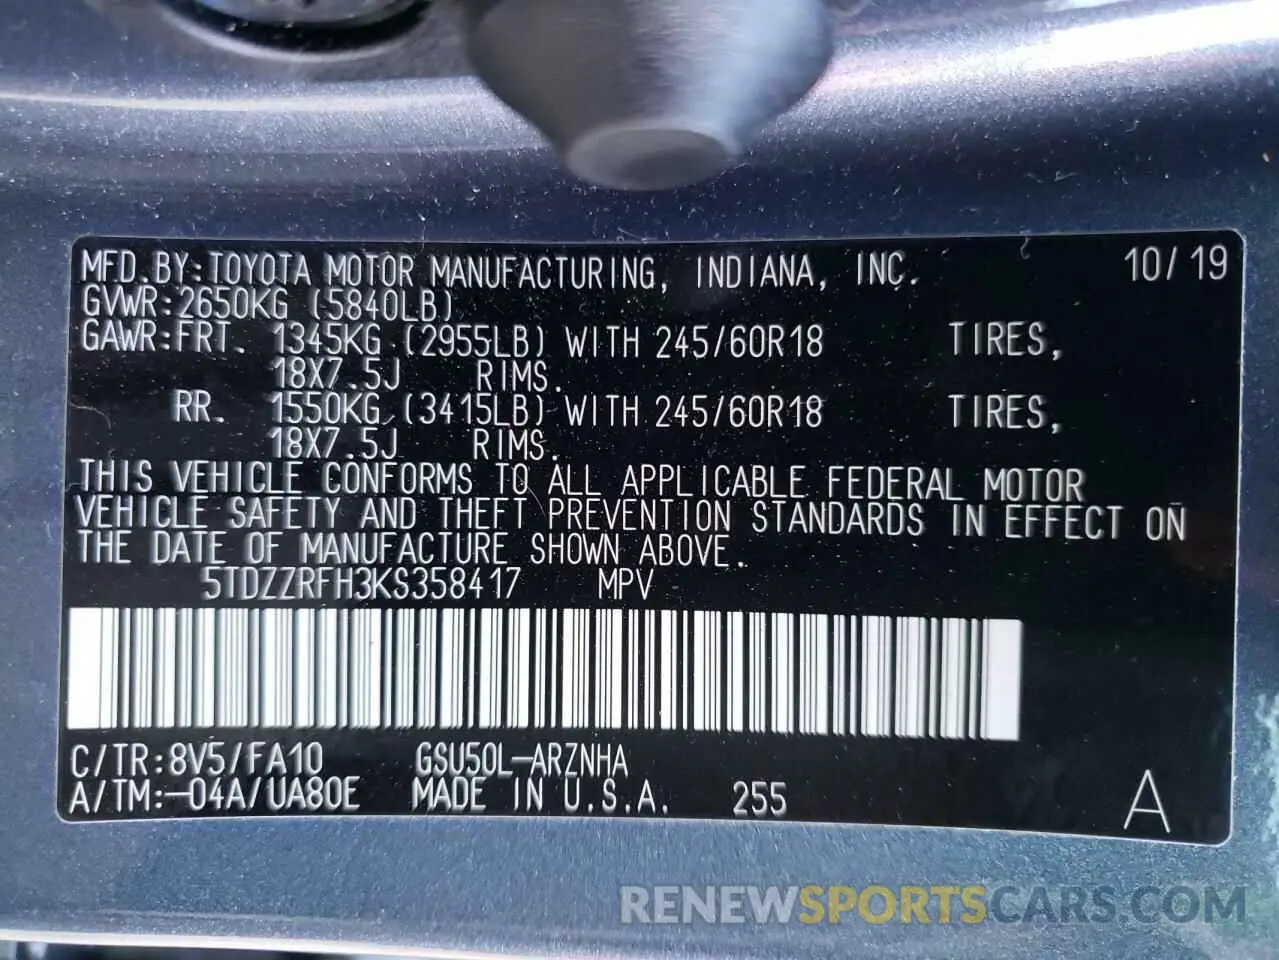 MFD.BY:TOYOTA MOTOR MANUFACTURING, INDIANA, INC. 10/19
GVWR:2650KG (5840LB)
GAWR:FRT. 1345KG (2955LB) WITH 245/60R18 TIRES,
18X7.5J RIMS.
RR. 1550KG (3415LB) WITH 245/60R18 TIRES,
18X7.5J RIMS.
THIS VEHICLE CONFORMS TO ALL APPLICABLE FEDERAL MOTOR
VEHICLE SAFETY AND THEFT PREVENTION STANDARDS IN EFFECT ON
THE DATE OF MANUFACTURE SHOWN ABOVE.
5TDZZRFH3KS358417 MPV
C/TR:8V5/FA10 GSU50L-ARZNHA
A/TM:-04A/UA80E MADE IN U.S.A. 255 A
RENEWSPORTSCARS.COM